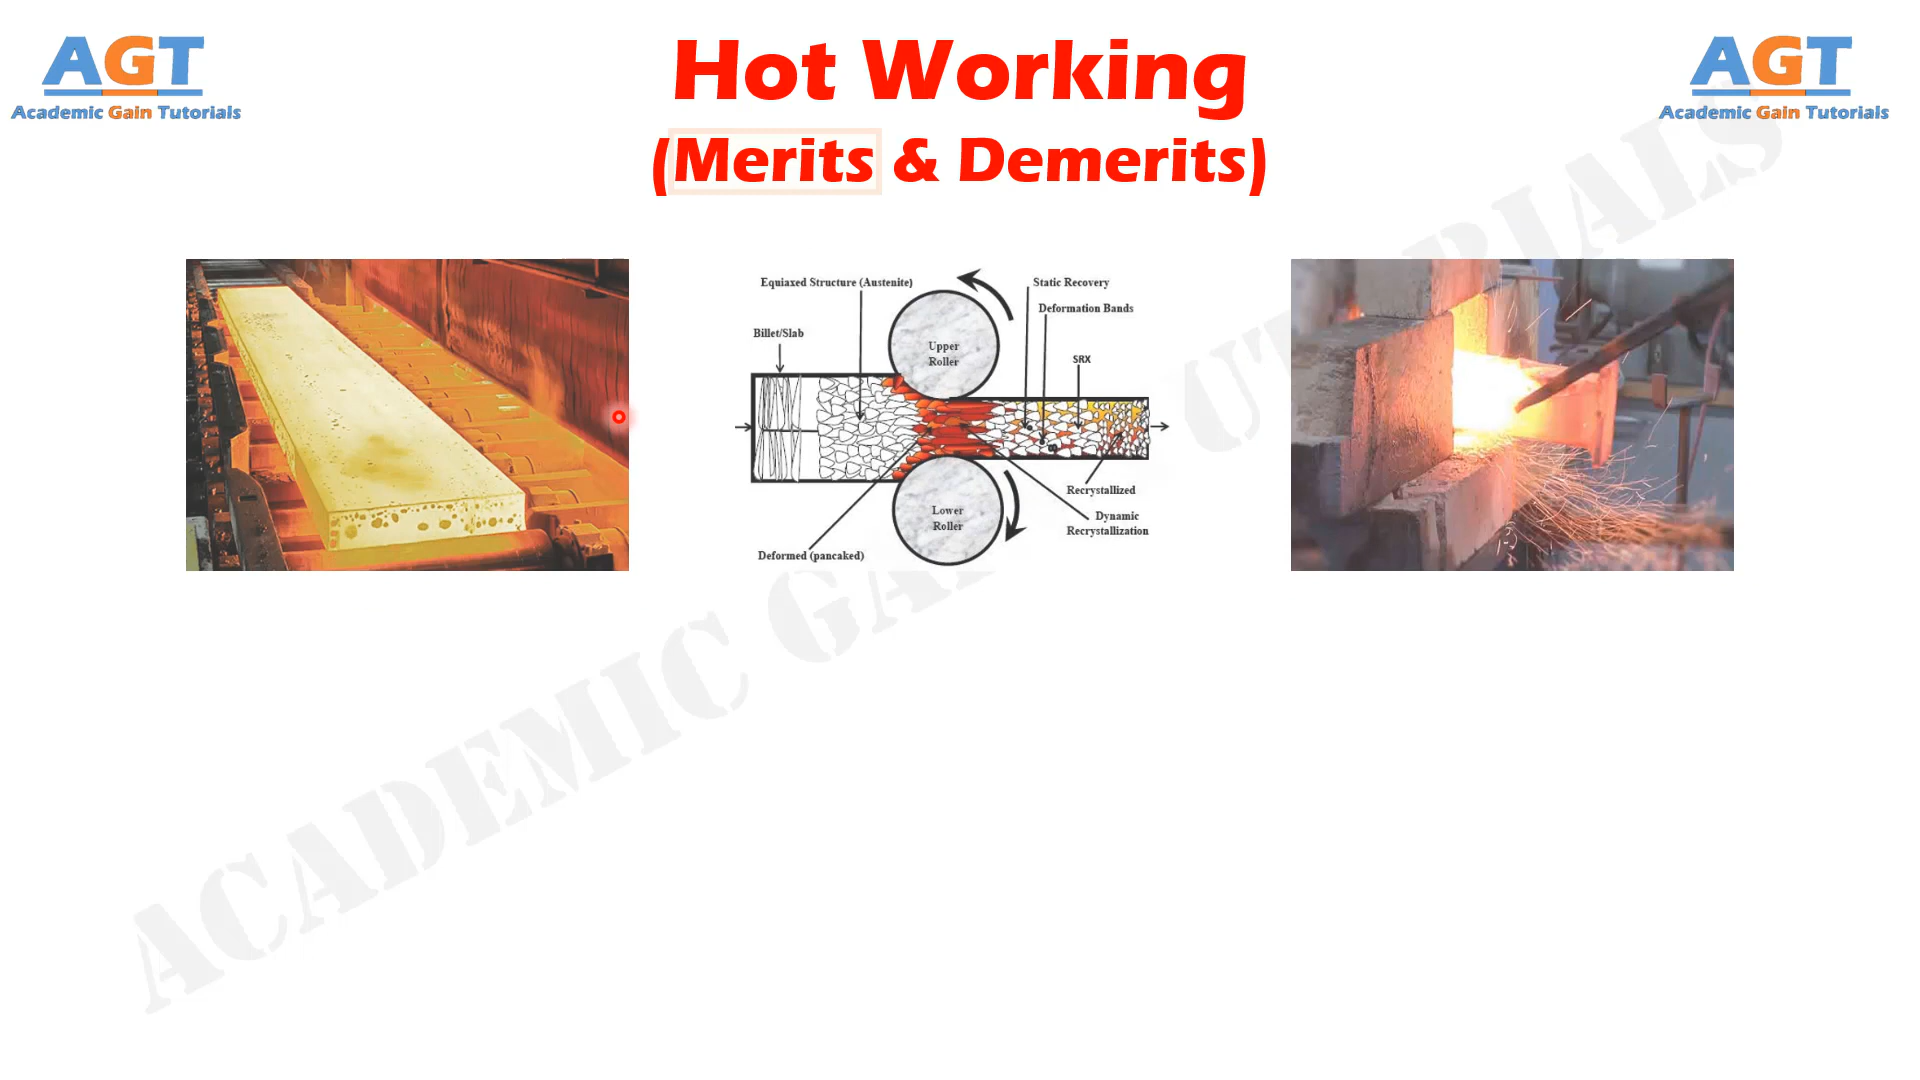 AGT
Academic Gain Tutorials
Hot Working
(Merits & Demerits)
AGT
Academic Gain Tutorials
Equiaxed Structure (Austenite)
Billet/Slab
Upper
Roller
Static Recovery
Deformation Bands
SRX
Lower
Roller
Recrystallized
Dynamic
Recrystallization
Deformed (pancaked)
ACADEMIC GAIN TUTORIALS